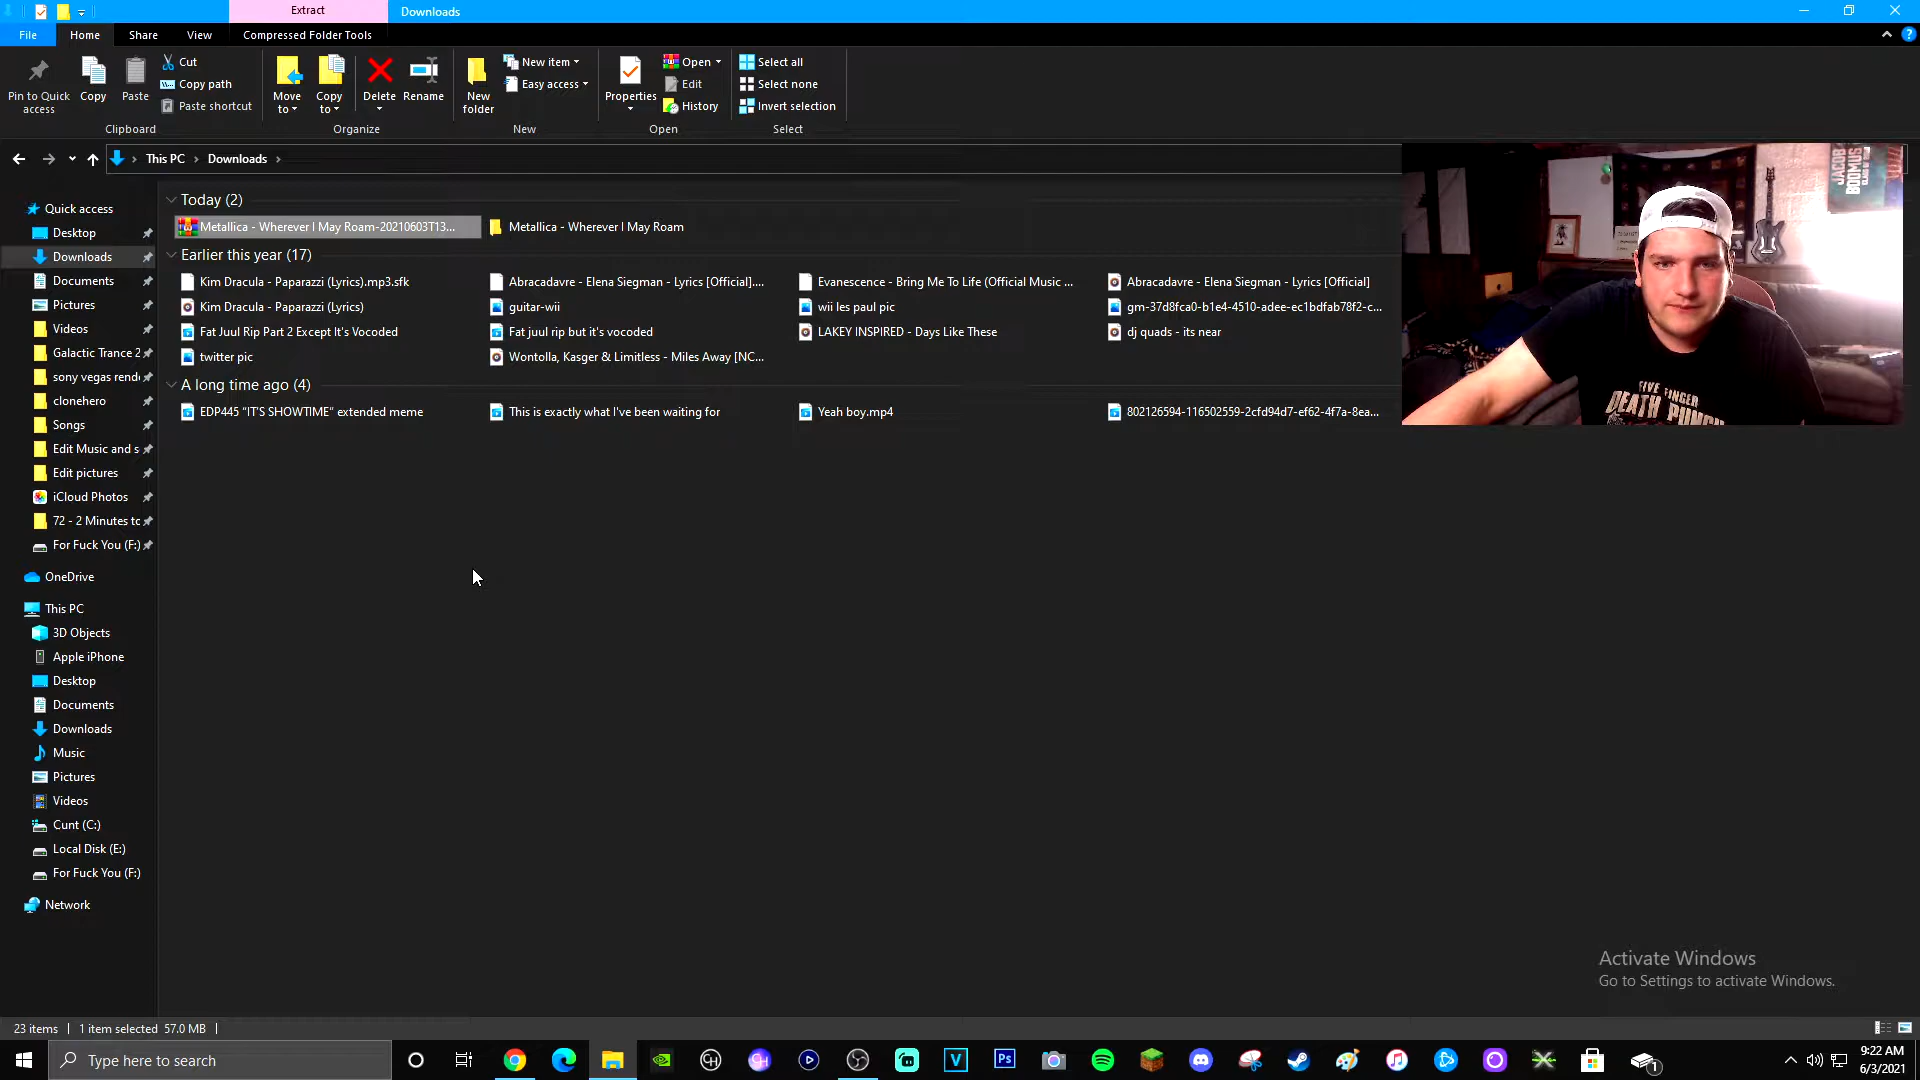 Extract
Downloads
File
Home
Share
View
Compressed Folder Tools
Pin to Quick access
Copy
Paste
Cut
Copy path
Paste shortcut
Clipboard
Move to
Copy to
Delete
Rename
Organize
New folder
New item
Easy access
New
Properties
Open
Edit
History
Open
Select all
Select none
Invert selection
Select
This PC
Downloads
Quick access
Desktop
Downloads
Documents
Pictures
Videos
Galactic Trance 2
sony vegas rend
clonehero
Songs
Edit Music and s
Edit pictures
iCloud Photos
72 - 2 Minutes tc
For Fuck You (F:)
OneDrive
This PC
3D Objects
Apple iPhone
Desktop
Documents
Downloads
Music
Pictures
Videos
Cunt (C:)
Local Disk (E:)
For Fuck You (F:)
Network
Today (2)
Metallica - Wherever I May Roam-20210603T13...
Metallica - Wherever I May Roam
Earlier this year (17)
Kim Dracula - Paparazzi (Lyrics).mp3.sfk
Abracadavre - Elena Siegman - Lyrics [Official]....
Evanescence - Bring Me To Life (Official Music ...
Abracadavre - Elena Siegman - Lyrics [Official]
Kim Dracula - Paparazzi (Lyrics)
guitar-wii
wii les paul pic
gm-37d8fca0-b1e4-4510-adee-ec1bdfab78f2-c...
Fat Juul Rip Part 2 Except It's Vocoded
Fat juul rip but it's vocoded
LAKEY INSPIRED - Days Like These
dj quads - its near
twitter pic
Wontolla, Kasger & Limitless - Miles Away [NC...
A long time ago (4)
EDP445 "IT'S SHOWTIME" extended meme
This is exactly what I've been waiting for
Yeah boy.mp4
802126594-116502559-2cfd94d7-ef62-4f7a-8ea...
JACOB
BOOMUS
FIVE FINGER
DEATH PUNCH
Activate Windows
Go to Settings to activate Windows.
23 items
1 item selected 57.0 MB
Type here to search
9:22 AM
6/3/2021